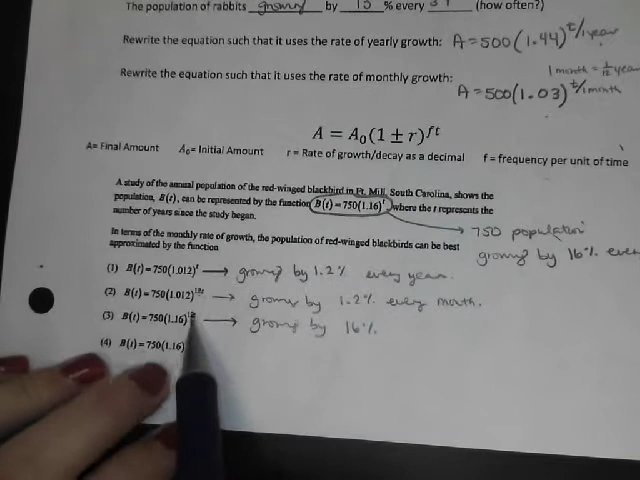 The population of rabbits growing by 15 % every (how often?)
Rewrite the equation such that it uses the rate of yearly growth: A = 500(1.44)^t/1 year
1 month = 1/12 year
Rewrite the equation such that it uses the rate of monthly growth:
A = 500(1.03)^t/1 month
A = A₀(1 ± r)^ft
A= Final Amount A₀= Initial Amount r = Rate of growth/decay as a decimal f = frequency per unit of time
A study of the annual population of the red-winged blackbird in Ft. Mill, South Carolina, shows the
population, B(t), can be represented by the function B(t) = 750(1.16)^t, where the t represents the
number of years since the study began.
750 population
growing by 16% ever
In terms of the monthly rate of growth, the population of red-winged blackbirds can be best
approximated by the function
(1) B(t) = 750(1.012)^t → growing by 1.2% every year.
(2) B(t) = 750(1.012)^12t → growing by 1.2% every month.
(3) B(t) = 750(1.16) → growing by 16%
(4) B(t) = 750(1.16)